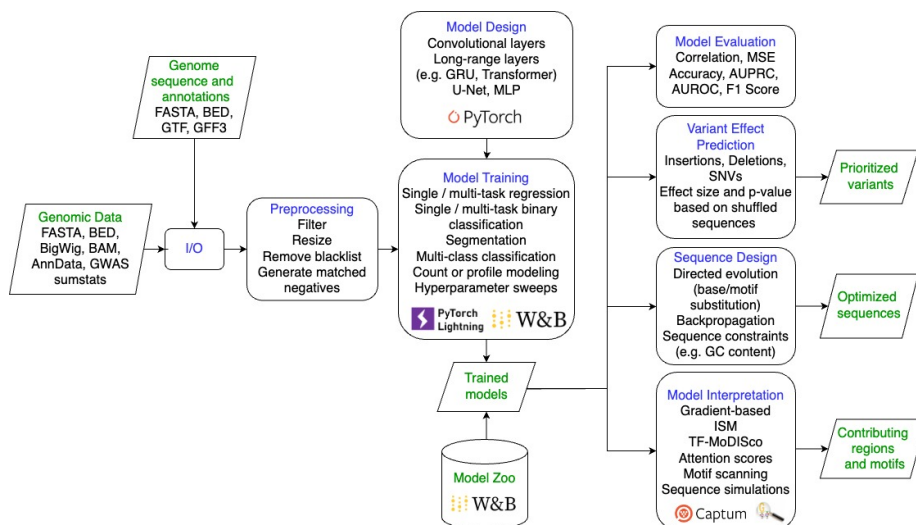 Genome
sequence and
annotations
FASTA, BED,
GTF, GFF3
Genomic Data
FASTA, BED,
BigWig, BAM,
AnnData, GWAS
sumstats
I/O
Preprocessing
Filter
Resize
Remove blacklist
Generate matched
negatives
Model Design
Convolutional layers
Long-range layers
(e.g. GRU, Transformer)
U-Net, MLP
PyTorch
Model Training
Single / multi-task regression
Single / multi-task binary
classification
Segmentation
Multi-class classification
Count or profile modeling
Hyperparameter sweeps
PyTorch
Lightning
W&B
Trained
models
Model Zoo
W&B
Model Evaluation
Correlation, MSE
Accuracy, AUPRC,
AUROC, F1 Score
Variant Effect
Prediction
Insertions, Deletions,
SNVs
Effect size and p-value
based on shuffled
sequences
Prioritized
variants
Sequence Design
Directed evolution
(base/motif
substitution)
Backpropagation
Sequence constraints
(e.g. GC content)
Optimized
sequences
Model Interpretation
Gradient-based
ISM
TF-MoDISco
Attention scores
Motif scanning
Sequence simulations
Captum
Contributing
regions
and motifs